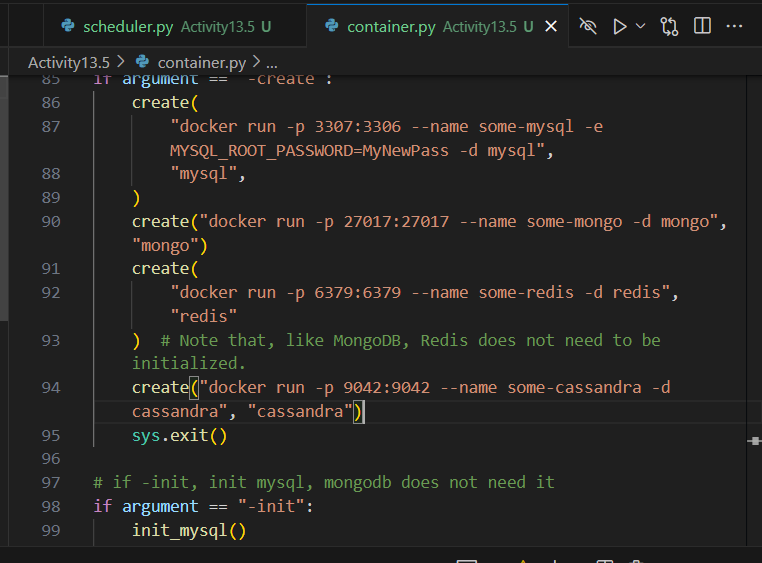 scheduler.py Activity13.5 U
container.py Activity13.5 U
Activity13.5 > container.py > ...
85 if argument == "-create":
86 create(
87 "docker run -p 3307:3306 --name some-mysql -e
MYSQL_ROOT_PASSWORD=MyNewPass -d mysql",
88 "mysql",
89 )
90 create("docker run -p 27017:27017 --name some-mongo -d mongo",
"mongo")
91 create(
92 "docker run -p 6379:6379 --name some-redis -d redis",
"redis"
93 )  # Note that, like MongoDB, Redis does not need to be
initialized.
94 create("docker run -p 9042:9042 --name some-cassandra -d
cassandra", "cassandra")
95 sys.exit()
96
97 # if -init, init mysql, mongodb does not need it
98 if argument == "-init":
99 init_mysql()